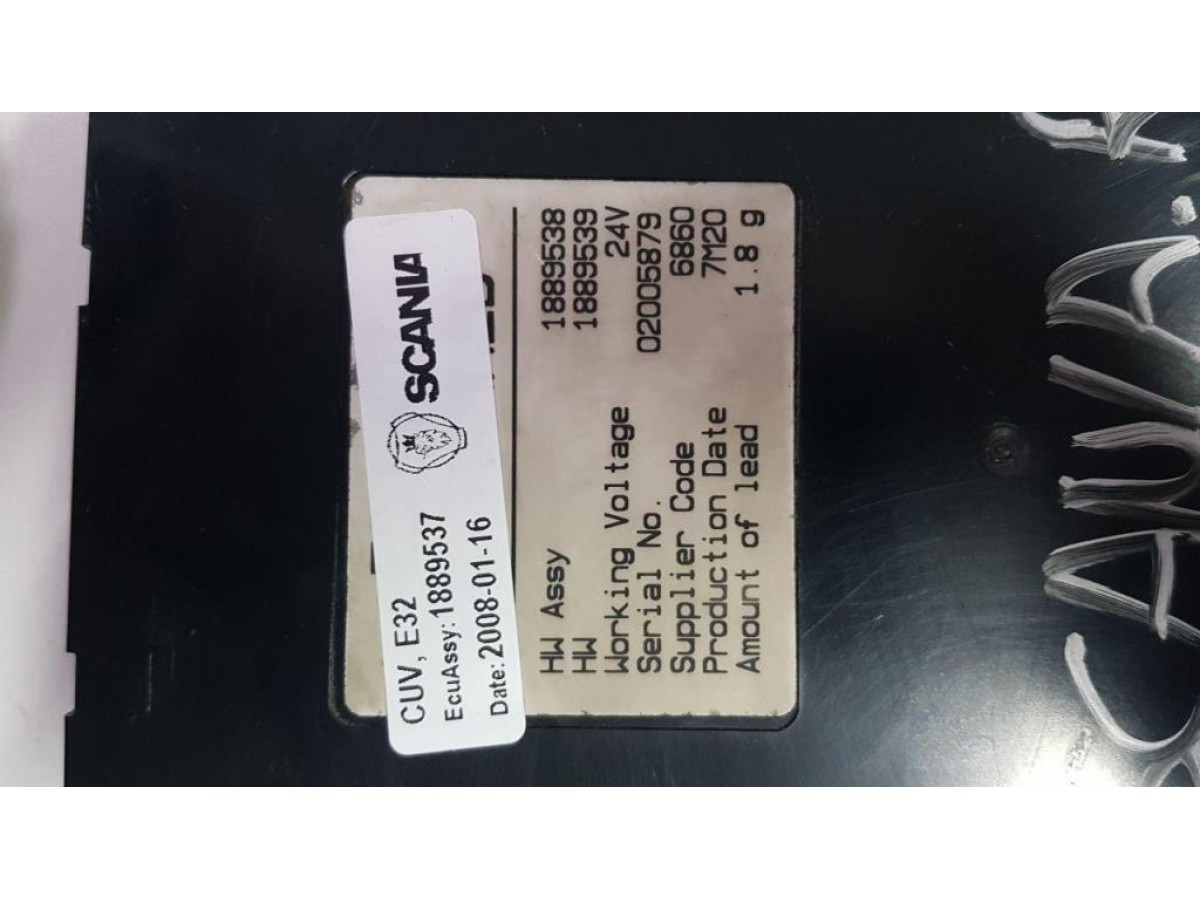 SCANIA
CUV, E32
EcuAssy: 1889537
Date: 2008-01-16
HW Assy 1889538
HW 1889539
Working Voltage 24V
Serial No. 02005879
Supplier Code 6860
Production Date 7M20
Amount of lead 1.8 g